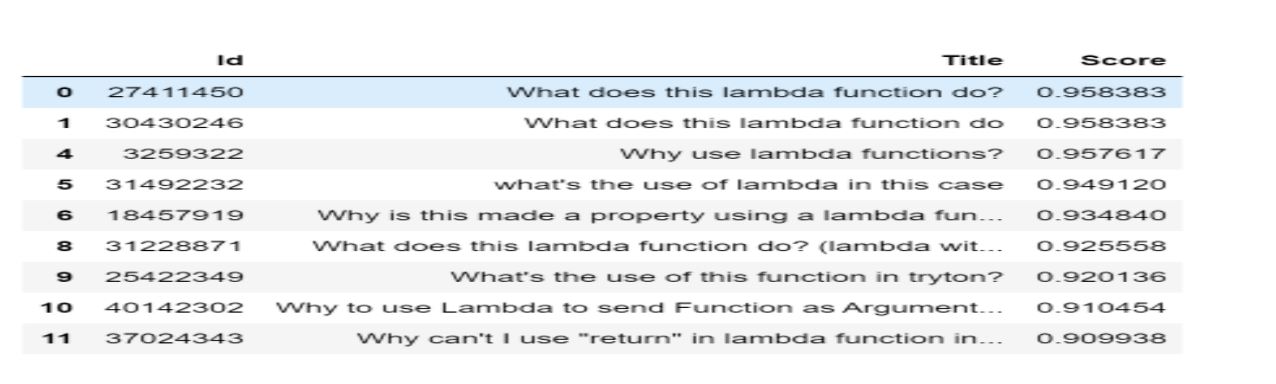 Id Title Score
0 27411450 What does this lambda function do? 0.958383
1 30430246 What does this lambda function do 0.958383
4 3259322 Why use lambda functions? 0.957617
5 31492232 what's the use of lambda in this case 0.949120
6 18457919 Why is this made a property using a lambda fun... 0.934840
8 31228871 What does this lambda function do? (lambda wit... 0.925558
9 25422349 What's the use of this function in tryton? 0.920136
10 40142302 Why to use Lambda to send Function as Argument... 0.910454
11 37024343 Why can't I use "return" in lambda function in... 0.909938